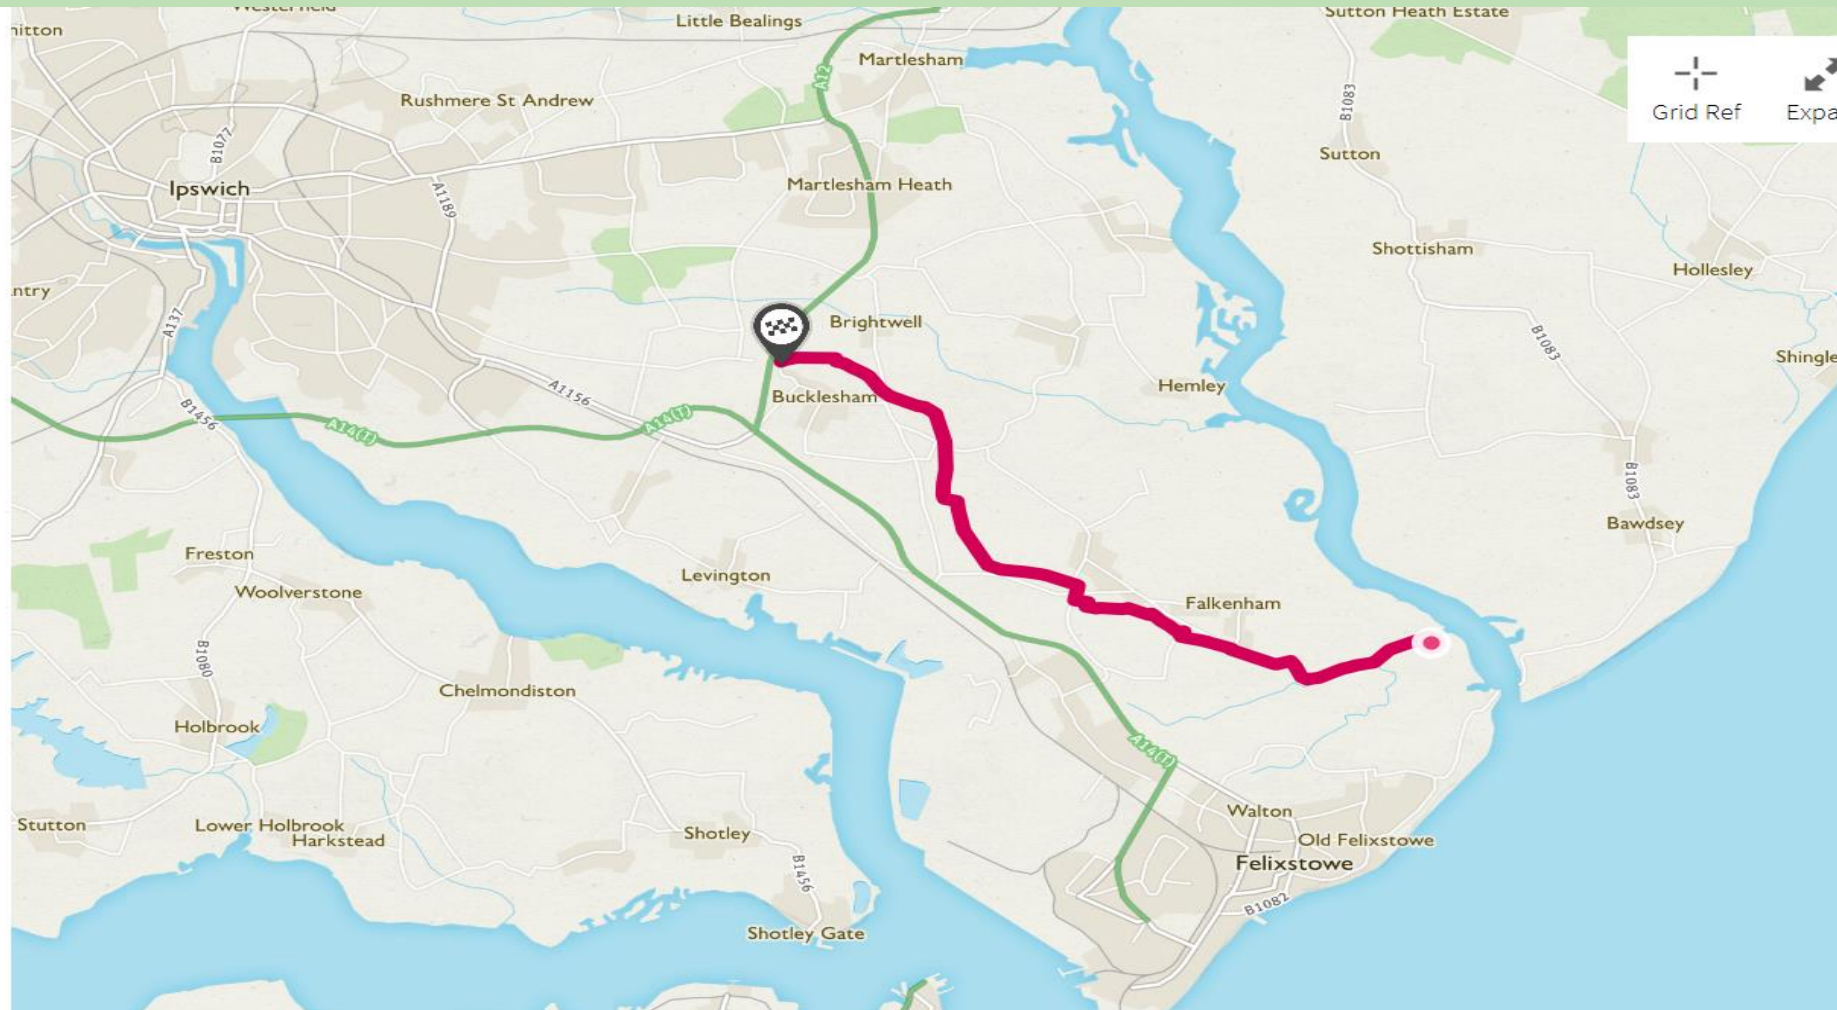 Little Bealings
Sutton Heath Estate
Martlesham
A12
Grid Ref
Rushmere St Andrew
B1083
B1077
Sutton
Ipswich
Martlesham Heath
A1189
Shottisham
Hollesley
A137
Brightwell
B1083
Bucklesham
Hemley
A1156
B1456
A14(T)
A14(T)
B1083
Bawdsey
Freston
Levington
Woolverstone
Falkenham
B1080
Chelmondiston
Holbrook
A14(T)
Walton
Stutton
Lower Holbrook
Harkstead
Shotley
Old Felixstowe
Felixstowe
B1456
B1082
Shotley Gate